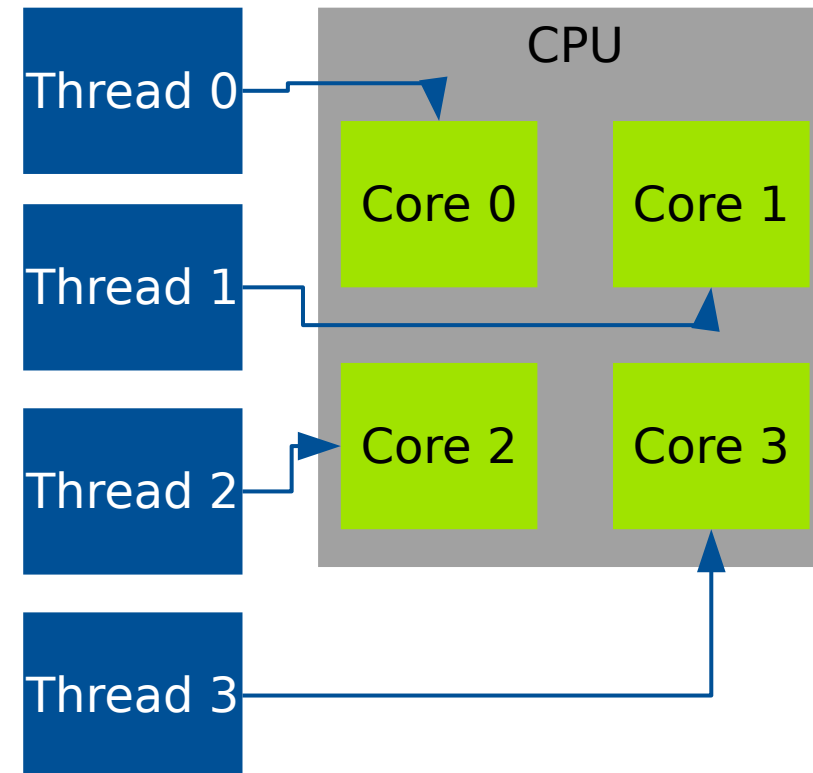 CPU
Thread 0
Core 0
Core 1
Thread 1
Core 2
Core 3
Thread 2
Thread 3